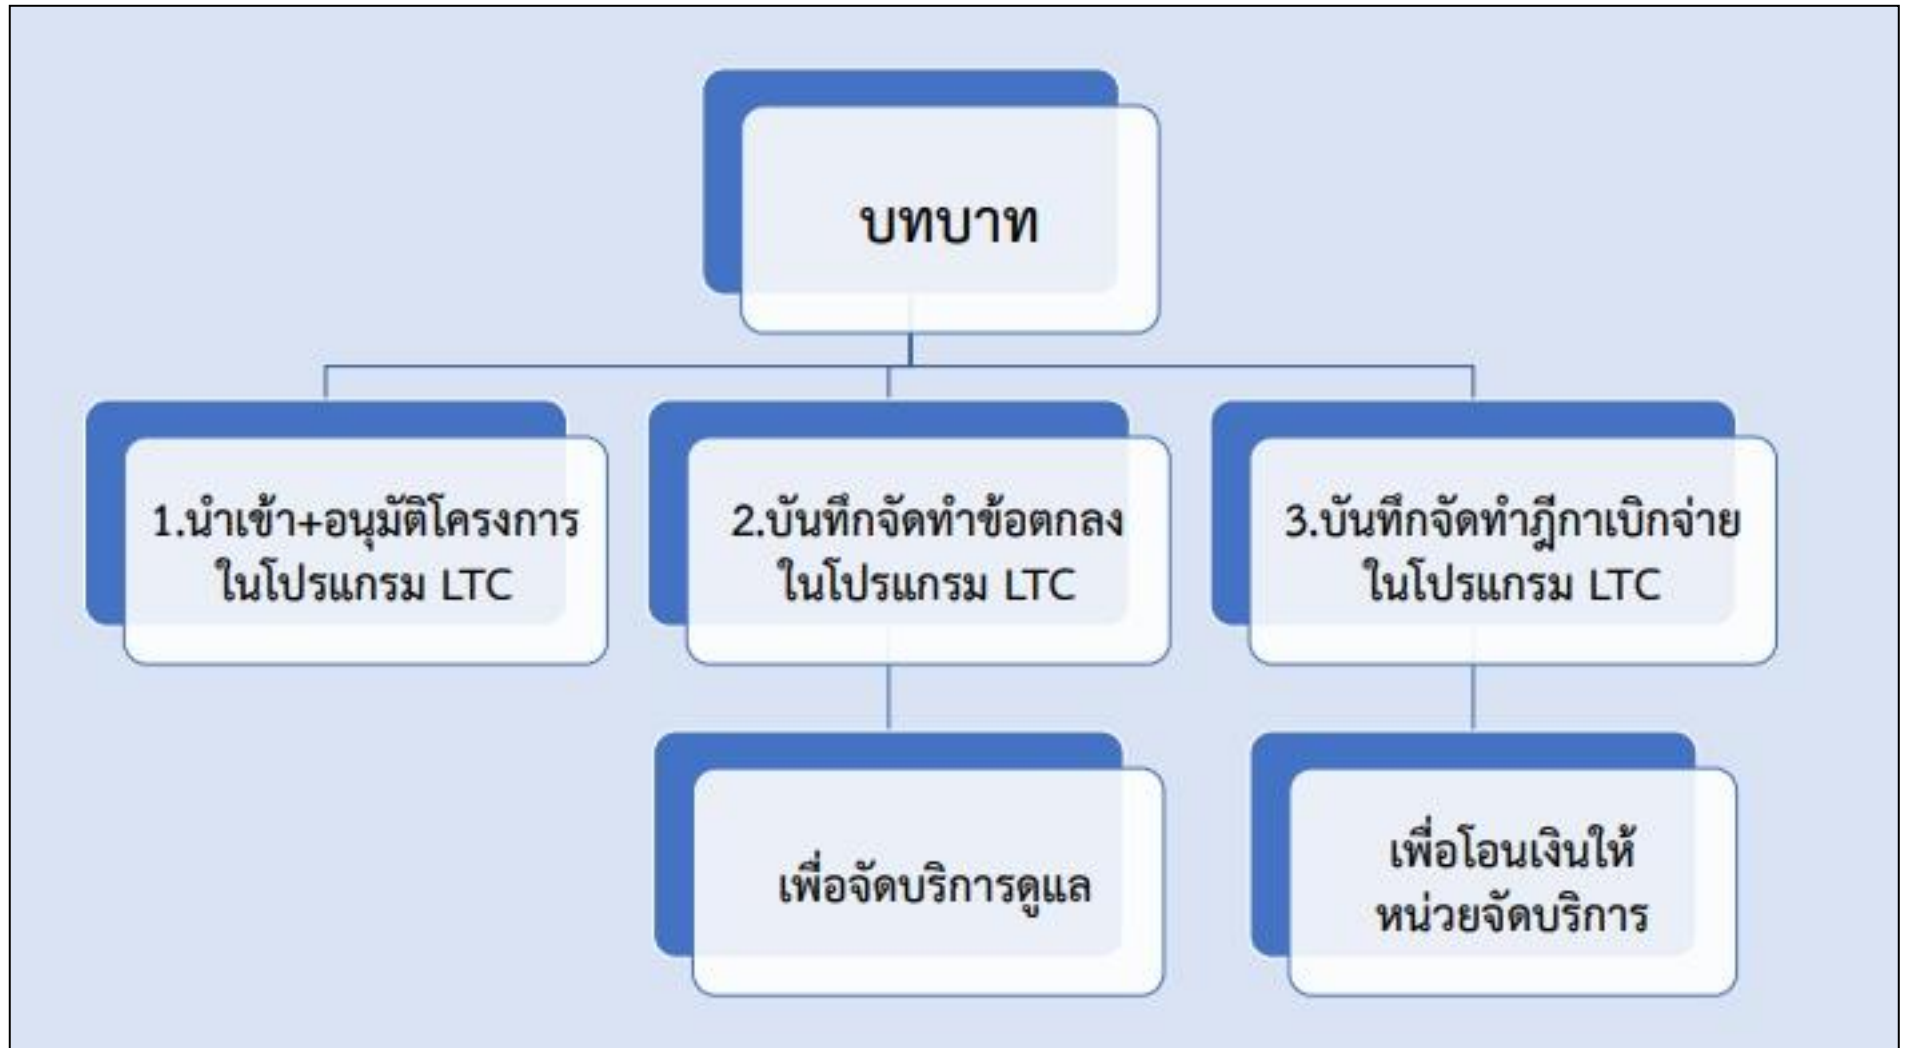 บทบาท
1.นำเข้า+อนุมัติโครงการ
ในโปรแกรม LTC
2.บันทึกจัดทำข้อตกลง
ในโปรแกรม LTC
3.บันทึกจัดทำฎีกาเบิกจ่าย
ในโปรแกรม LTC
เพื่อจัดบริการดูแล
เพื่อโอนเงินให้
หน่วยจัดบริการ